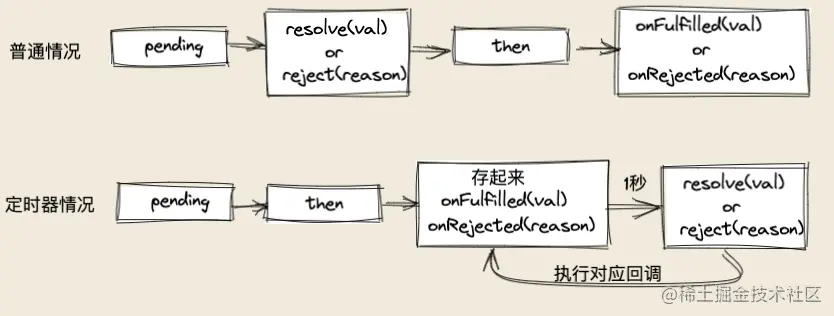 普通情况
pending
resolve(val)
or
reject(reason)
then
onFulfilled(val)
or
onRejected(reason)
定时器情况
pending
then
存起来
onFulfilled(val)
onRejected(reason)
1秒
resolve(val)
or
reject(reason)
执行对应回调
@稀土掘金技术社区